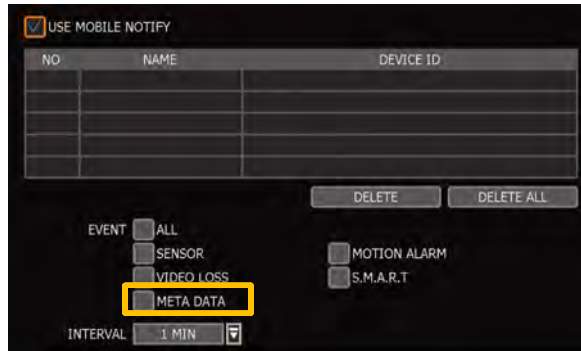 USE MOBILE NOTIFY
NO NAME DEVICE ID
DELETE DELETE ALL
EVENT ALL
SENSOR MOTION ALARM
VIDEO LOSS S.M.A.R.T
META DATA
INTERVAL 1 MIN